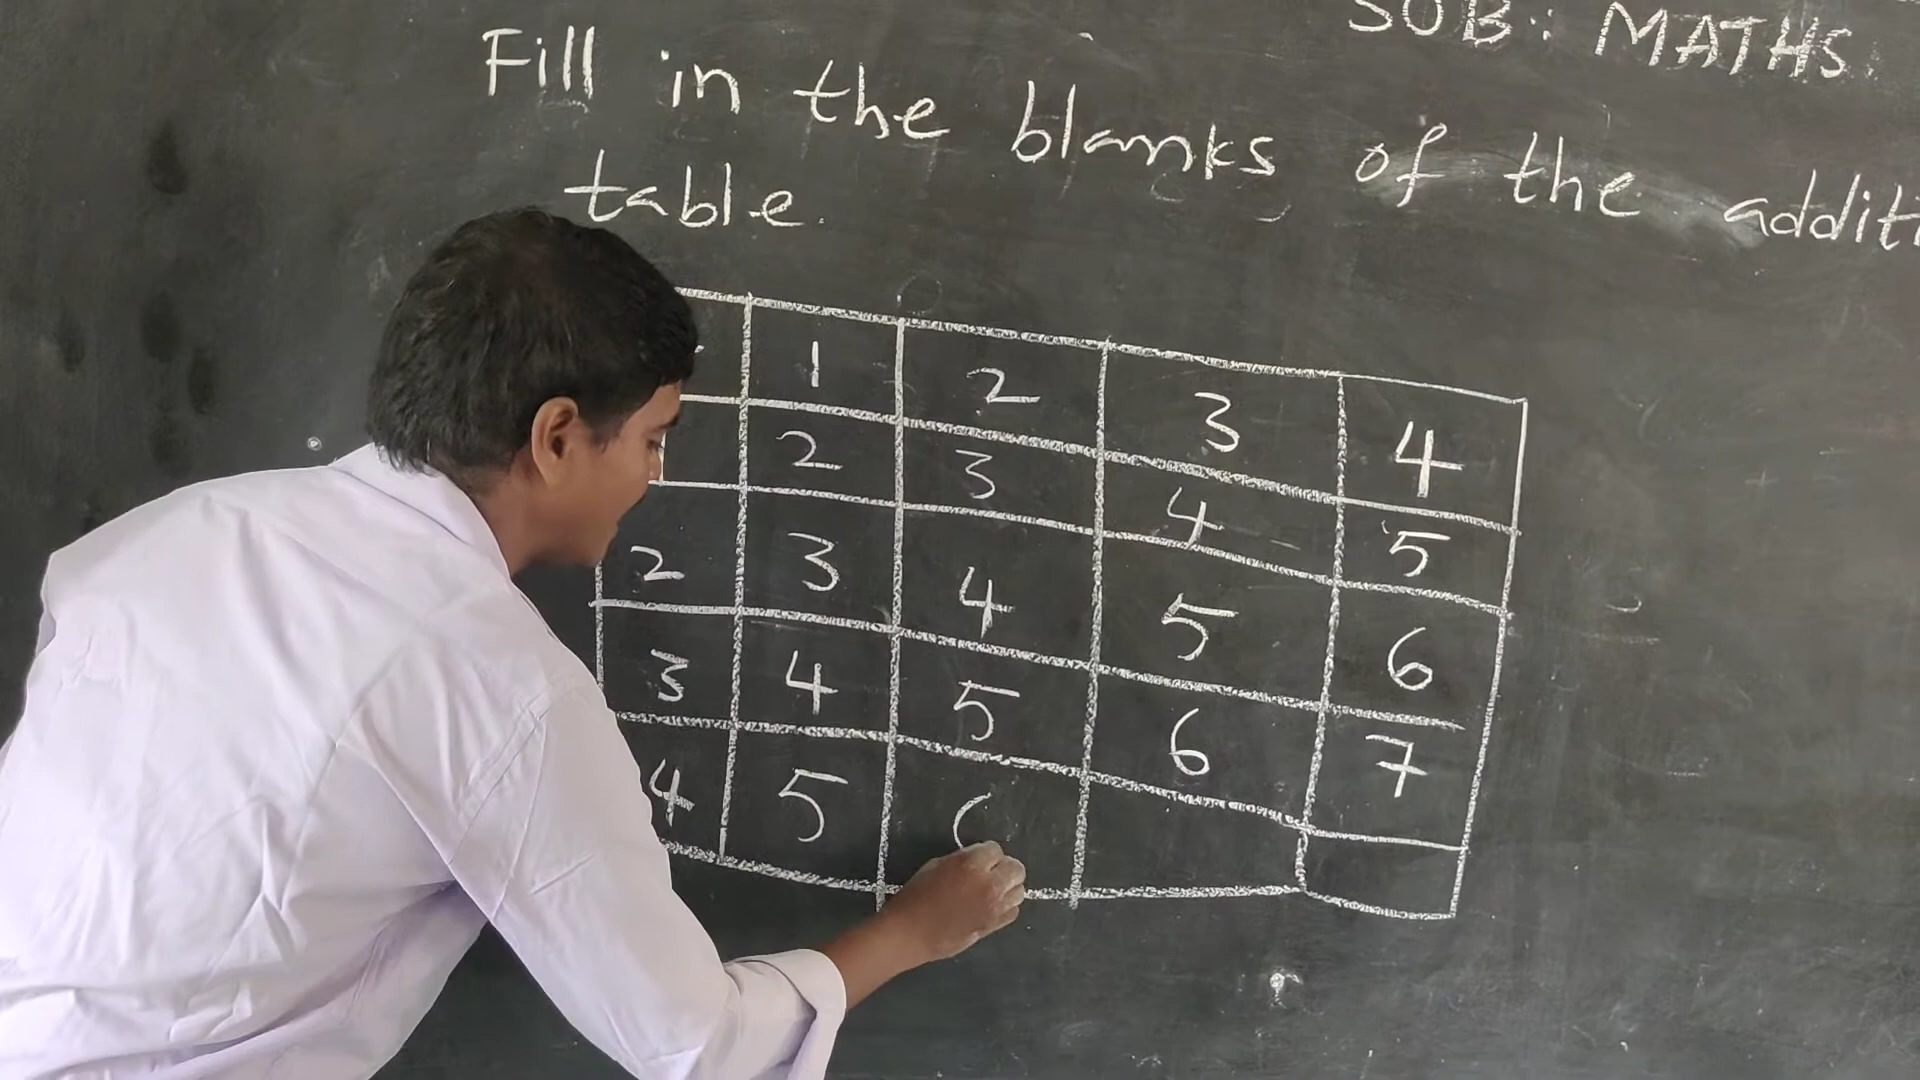 SUB: MATHS
Fill in the blanks of the additi
table.
1 2 3 4
2 3 4 5
2 3 4 5 6
3 4 5 6 7
4 5